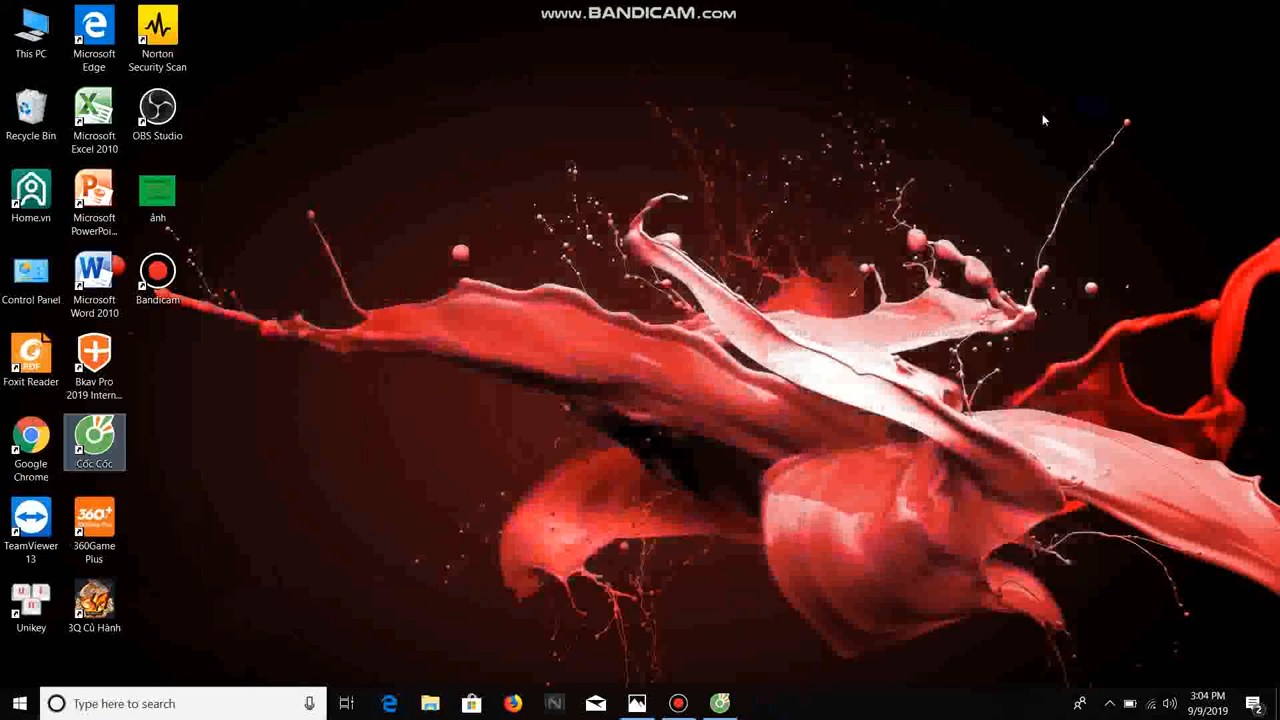 www.BANDICAM.com
This PC
Microsoft
Edge
Norton
Security Scan
Recycle Bin
Microsoft
Excel 2010
OBS Studio
Home.vn
Microsoft
PowerPoi...
ảnh
Control Panel
Microsoft
Word 2010
Bandicam
Foxit Reader
Bkav Pro
2019 Intern...
Google
Chrome
Cốc Cốc
TeamViewer
13
360Game
Plus
Unikey
3Q Củ Hành
Type here to search
3:04 PM
9/9/2019
2